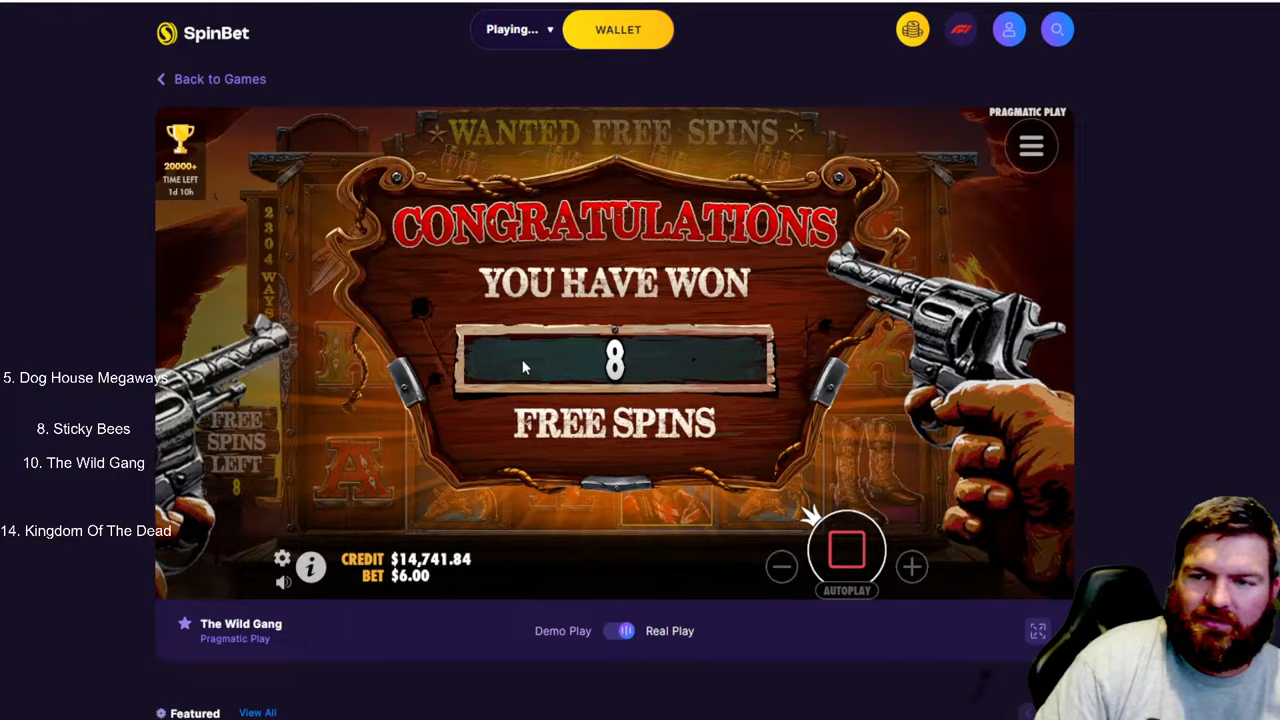 SpinBet
Playing...
WALLET
Back to Games
PRAGMATIC PLAY
WANTED FREE SPINS
20000+
TIME LEFT
1d 10h
2304 WAYS
CONGRATULATIONS
YOU HAVE WON
8
FREE SPINS
5. Dog House Megaways
8. Sticky Bees
10. The Wild Gang
14. Kingdom Of The Dead
FREE
SPINS
LEFT
8
A
CREDIT $14,741.84
BET $6.00
AUTOPLAY
The Wild Gang
Pragmatic Play
Demo Play
Real Play
Featured
View All